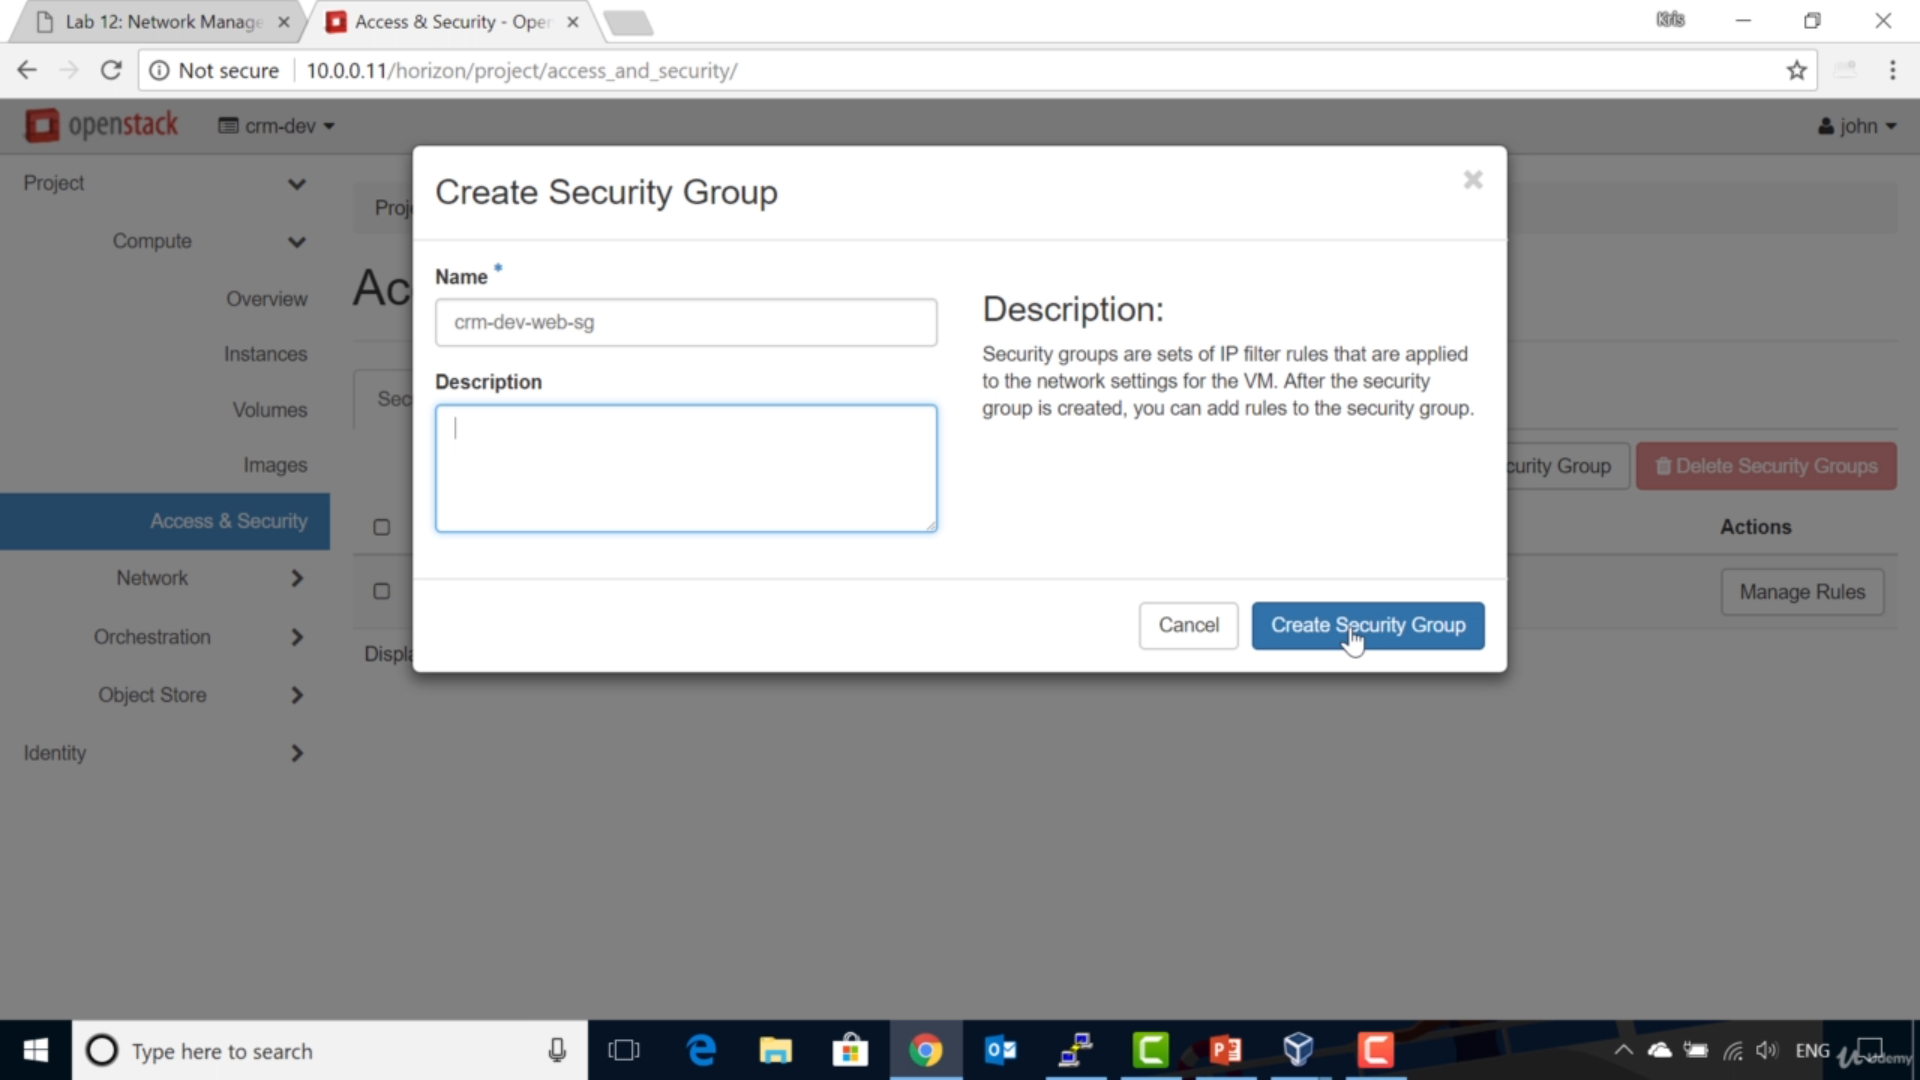 Lab 12: Network Manage
Access & Security - Oper
Kris
Not secure
10.0.0.11/horizon/project/access_and_security/
openstack
crm-dev
john
Project
Compute
Overview
Instances
Volumes
Images
Access & Security
Network
Orchestration
Object Store
Identity
Proj
Ac
Sec
Displa
Create Security Group
Name *
crm-dev-web-sg
Description
Description:
Security groups are sets of IP filter rules that are applied
to the network settings for the VM. After the security
group is created, you can add rules to the security group.
Cancel
Create Security Group
curity Group
Delete Security Groups
Actions
Manage Rules
Type here to search
ENG
Udemy